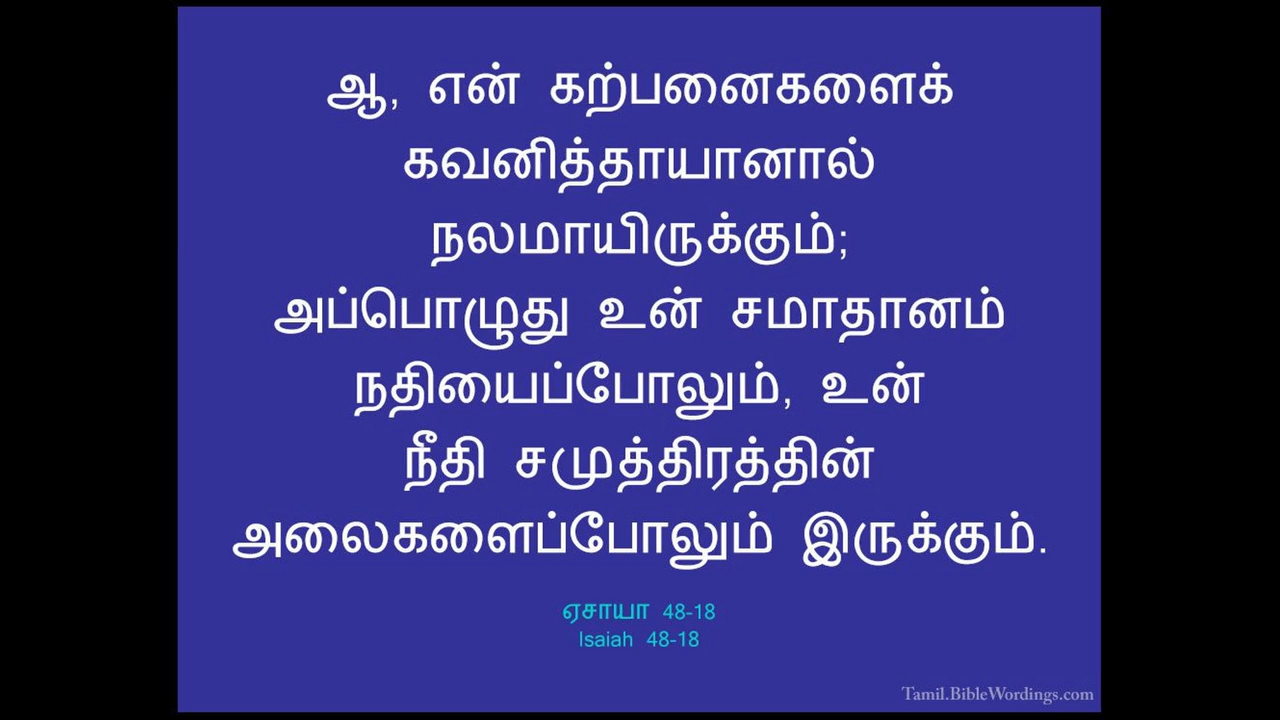 ஆ, என் கற்பனைகளைக்
கவனித்தாயானால்
நலமாயிருக்கும்;
அப்பொழுது உன் சமாதானம்
நதியைப்போலும், உன்
நீதி சமுத்திரத்தின்
அலைகளைப்போலும் இருக்கும்.
ஏசாயா 48-18
Isaiah 48-18
Tamil.BibleWordings.com